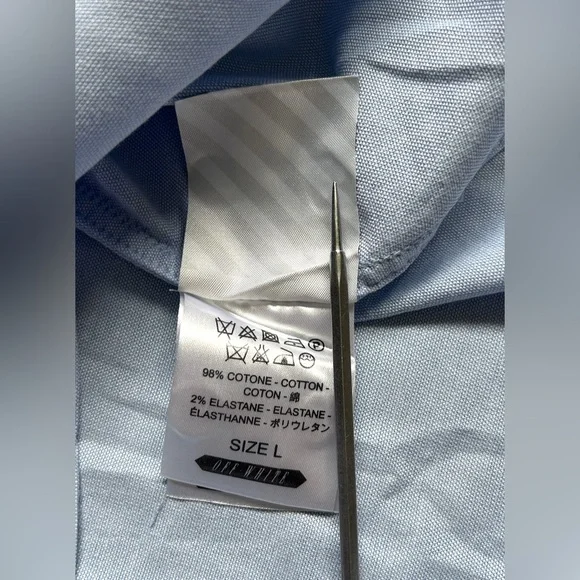 98% COTONE - COTTON -
COTON - 綿
2% ELASTANE - ELASTANE -
ÉLASTHANNE - ポリウレタン
SIZE L
OFF WHITE